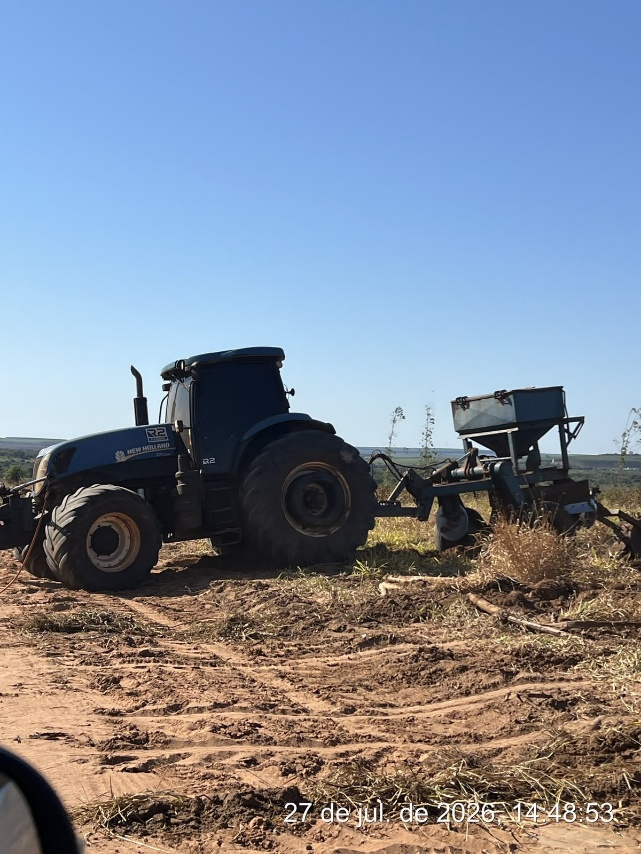 R2
NEW HOLLAND
R2
27 de jul. de 2026, 14:48:53